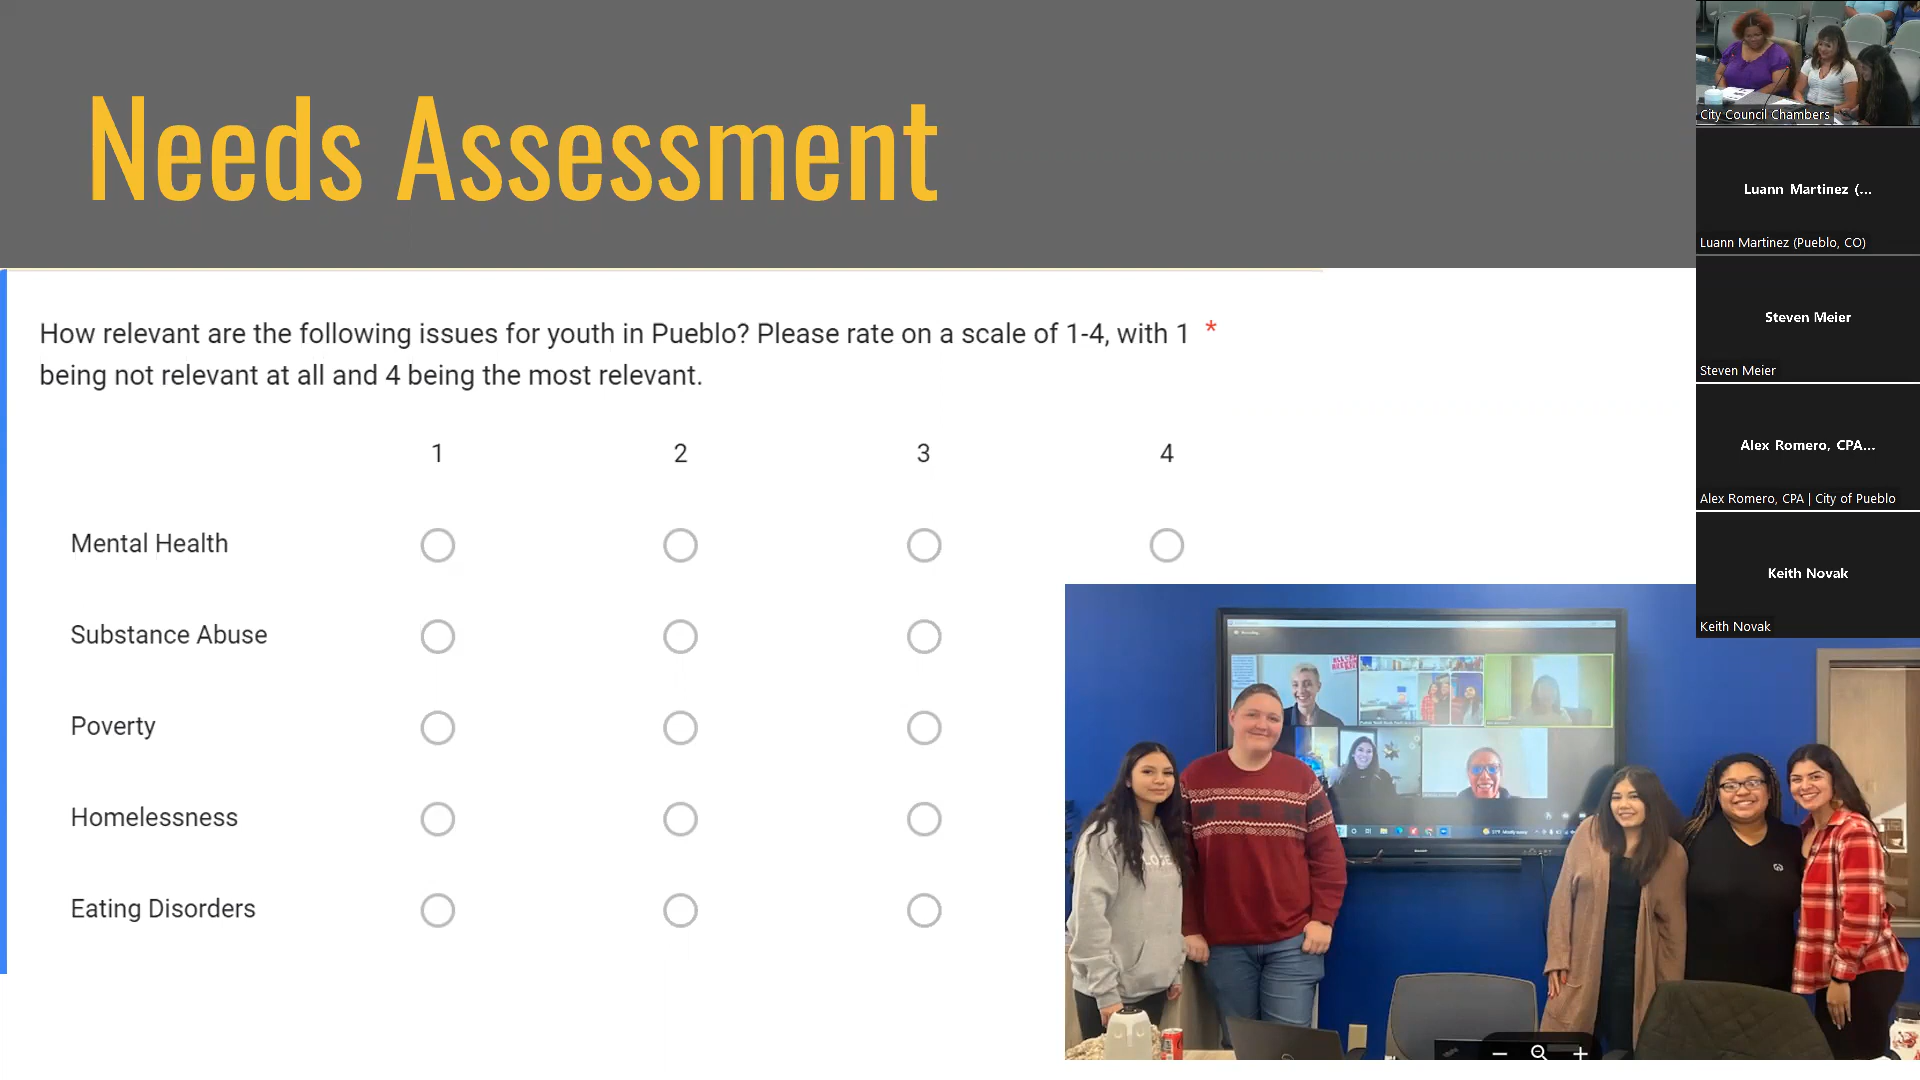 Needs Assessment
How relevant are the following issues for youth in Pueblo? Please rate on a scale of 1-4, with 1 *
being not relevant at all and 4 being the most relevant.
1 2 3 4
Mental Health
Substance Abuse
Poverty
Homelessness
Eating Disorders
City Council Chambers
Luann Martinez (...
Luann Martinez (Pueblo, CO)
Steven Meier
Steven Meier
Alex Romero, CPA...
Alex Romero, CPA | City of Pueblo
Keith Novak
Keith Novak